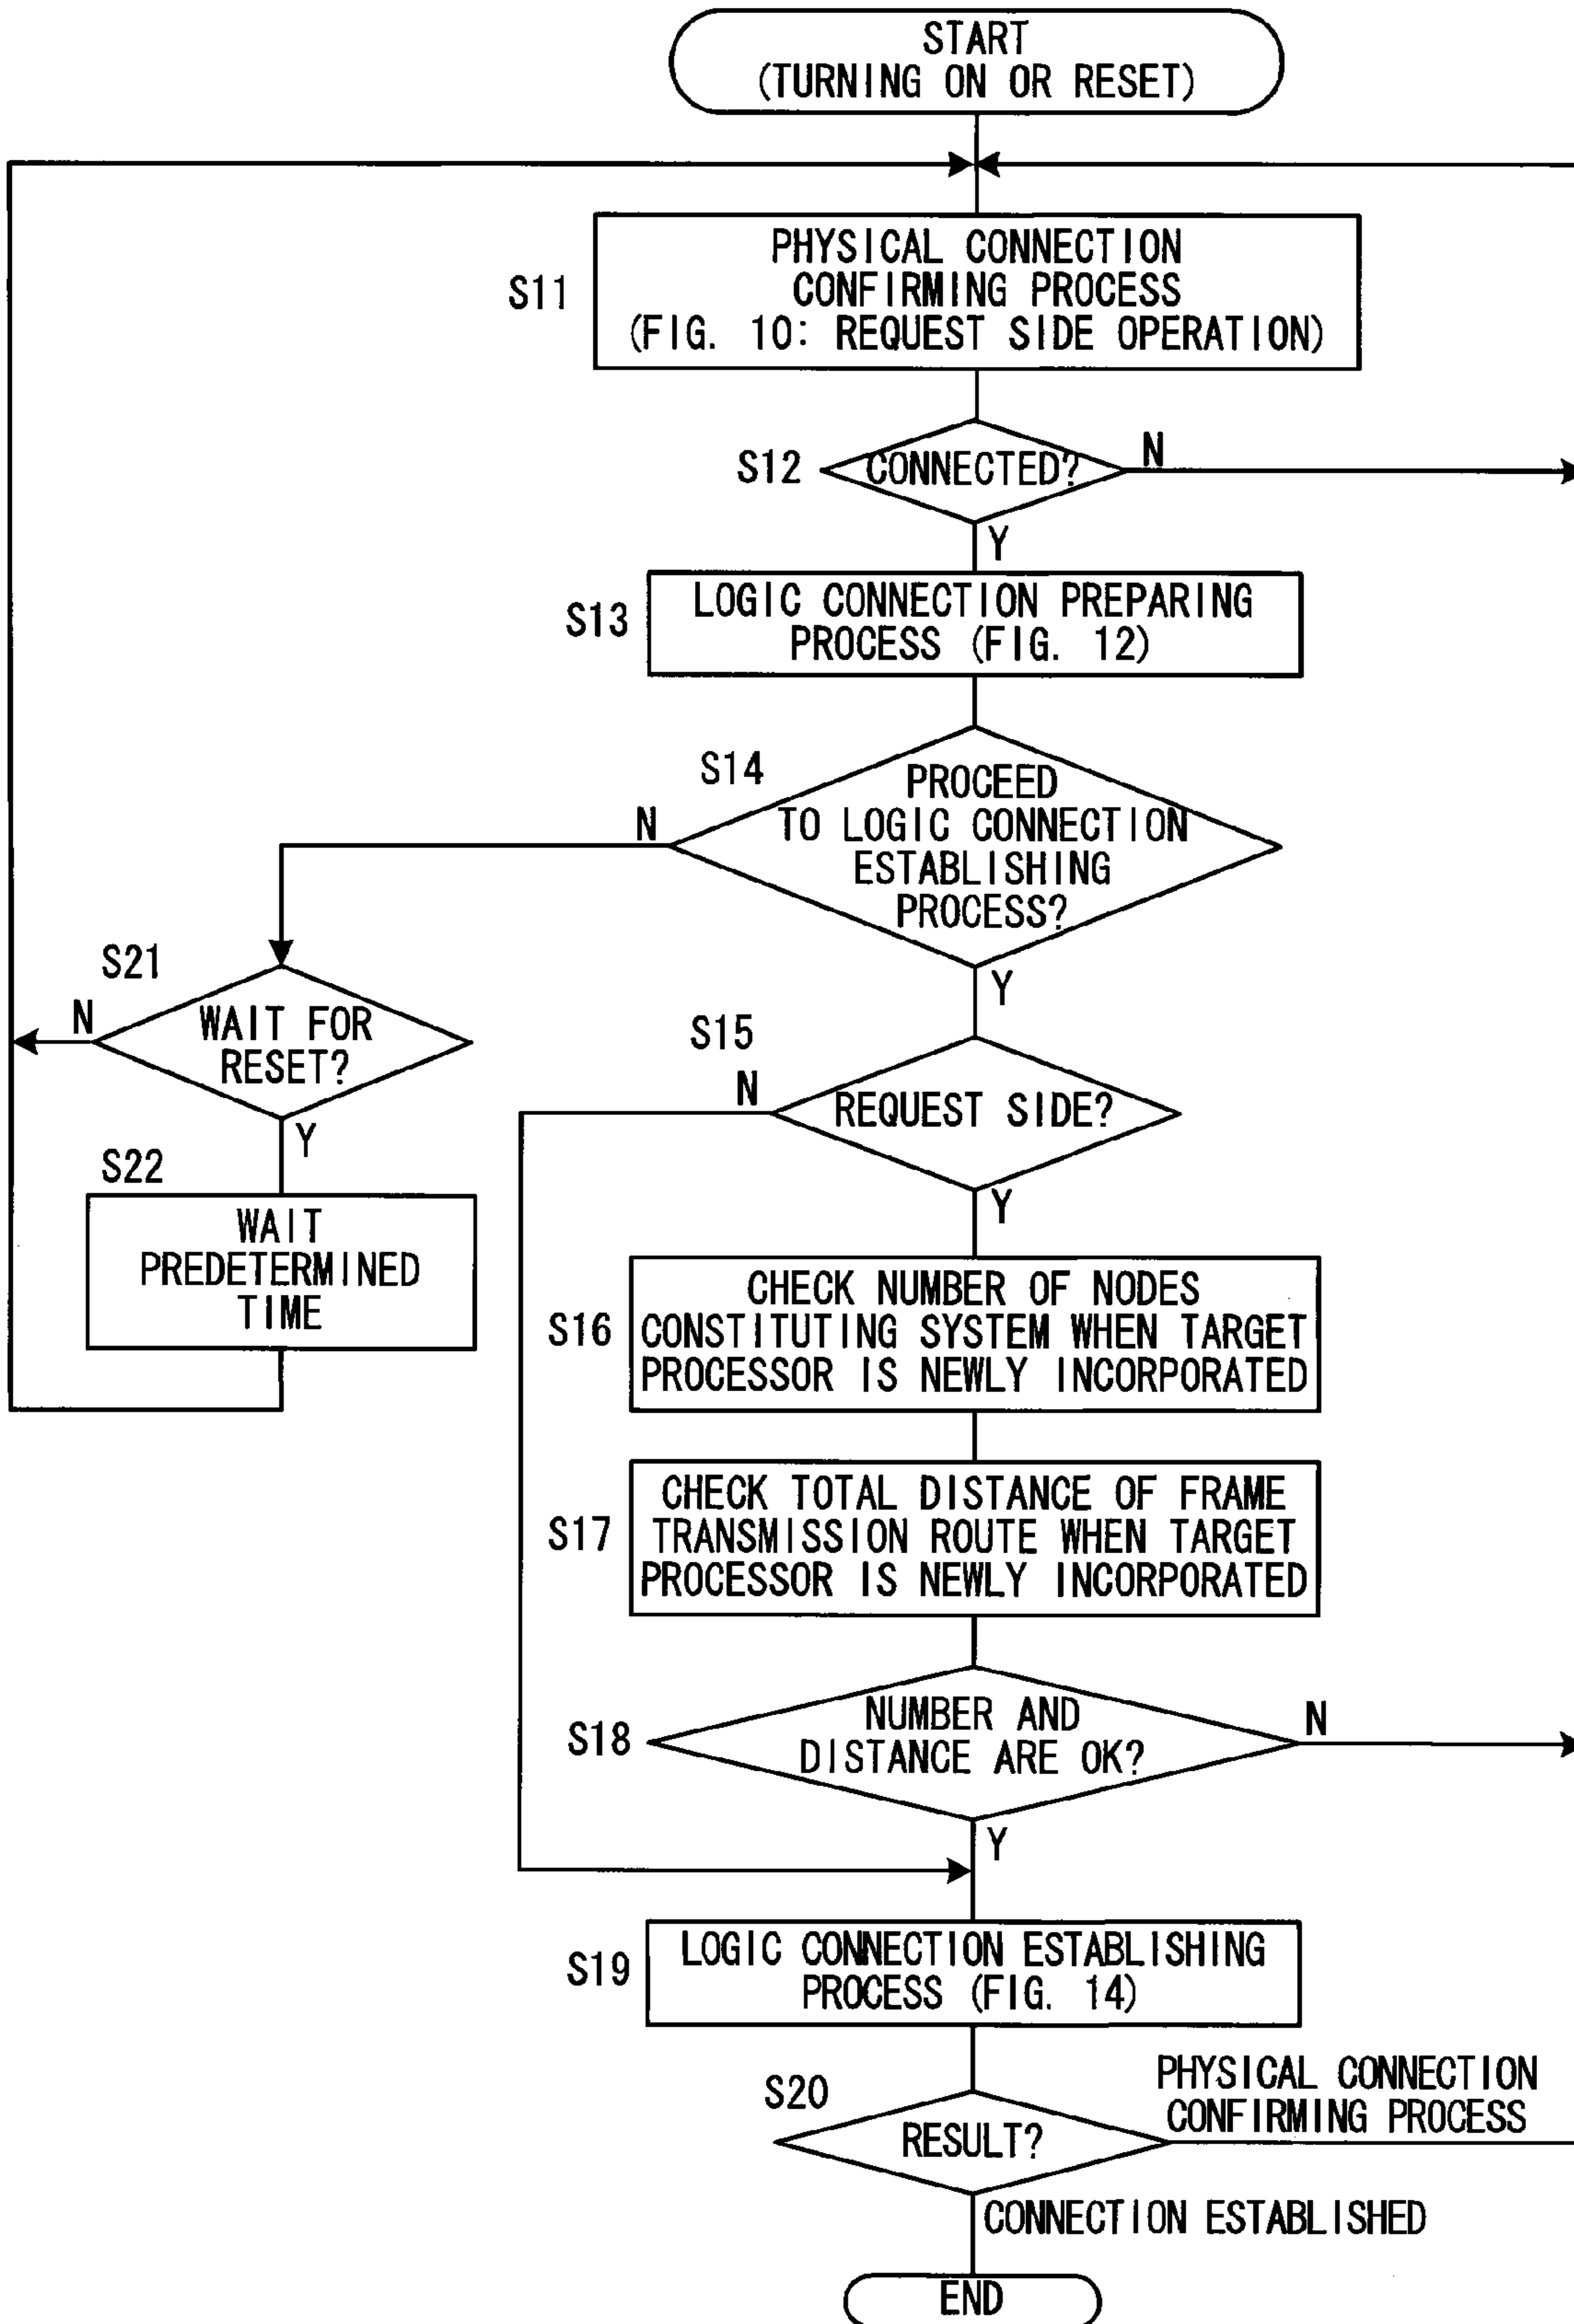 START
(TURNING ON OR RESET)
S11
PHYSICAL CONNECTION
CONFIRMING PROCESS
(FIG. 10: REQUEST SIDE OPERATION)
S12
CONNECTED?
N
Y
S13
LOGIC CONNECTION PREPARING
PROCESS (FIG. 12)
S14
PROCEED
TO LOGIC CONNECTION
ESTABLISHING
PROCESS?
N
Y
S21
WAIT FOR
RESET?
N
Y
S22
WAIT
PREDETERMINED
TIME
S15
REQUEST SIDE?
N
Y
S16
CHECK NUMBER OF NODES
CONSTITUTING SYSTEM WHEN TARGET
PROCESSOR IS NEWLY INCORPORATED
S17
CHECK TOTAL DISTANCE OF FRAME
TRANSMISSION ROUTE WHEN TARGET
PROCESSOR IS NEWLY INCORPORATED
S18
NUMBER AND
DISTANCE ARE OK?
N
Y
S19
LOGIC CONNECTION ESTABLISHING
PROCESS (FIG. 14)
S20
RESULT?
PHYSICAL CONNECTION
CONFIRMING PROCESS
CONNECTION ESTABLISHED
END